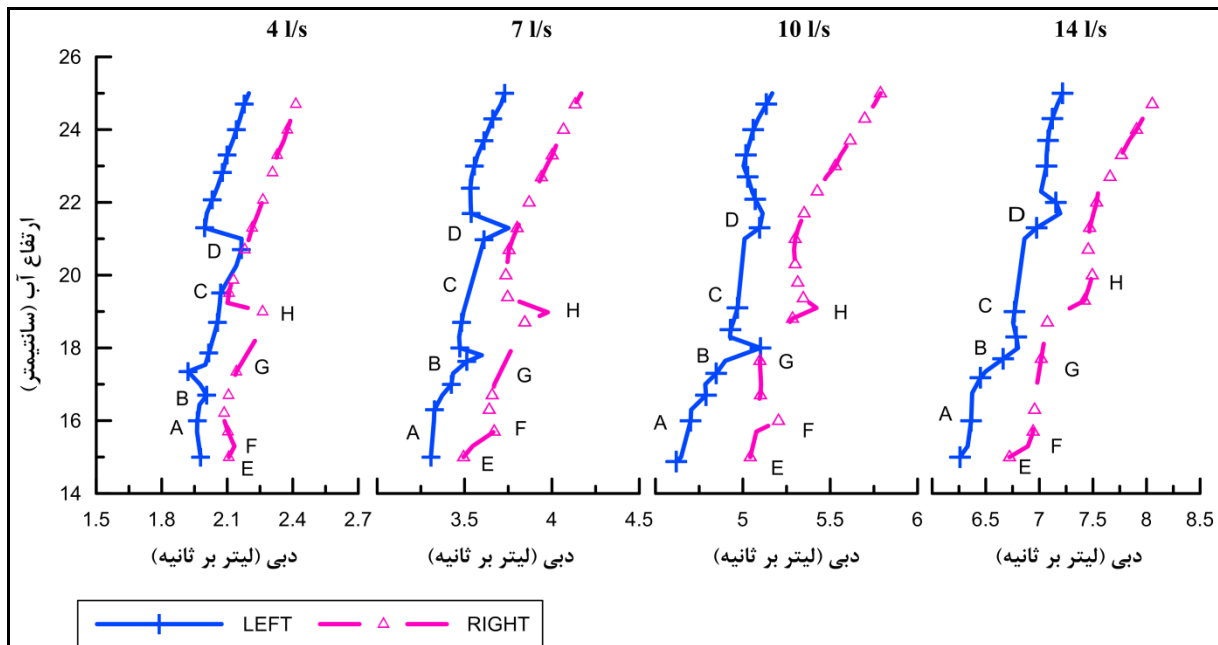 4 l/s 7 l/s 10 l/s 14 l/s
ارتفاع آب (سانتیمتر)
26
24
22
20
18
16
14
D
C
B
A
H
G
F
E
D
C
B
A
H
G
F
E
D
C
B
A
H
G
F
E
D
C
B
A
H
G
F
E
1.5 1.8 2.1 2.4 2.7 3.5 4 4.5 5 5.5 6 6.5 7 7.5 8 8.5
دبی (لیتر بر ثانیه)
دبی (لیتر بر ثانیه)
دبی (لیتر بر ثانیه)
دبی (لیتر بر ثانیه)
LEFT RIGHT